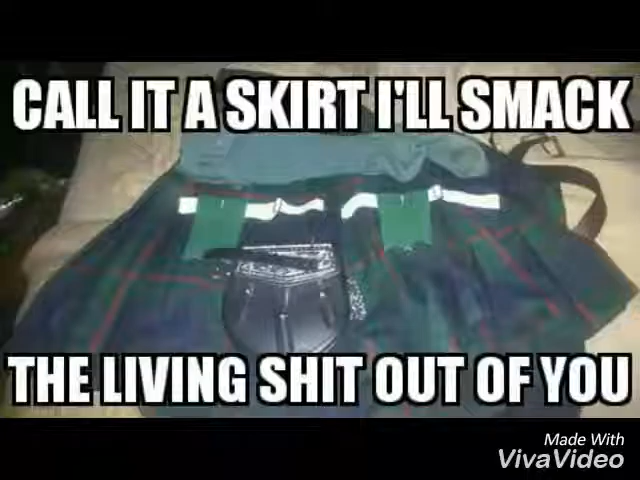 CALL IT A SKIRT I'LL SMACK
THE LIVING SHIT OUT OF YOU
Made With
VivaVideo